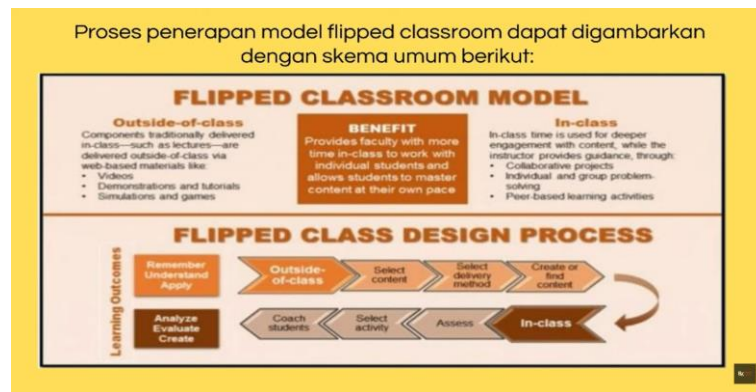 Proses penerapan model flipped classroom dapat digambarkan
dengan skema umum berikut:
FLIPPED CLASSROOM MODEL
Outside-of-class
Components traditionally delivered
in-class—such as lectures—are
delivered outside-of-class via
web-based materials like:
• Videos
• Demonstrations and tutorials
• Simulations and games
BENEFIT
Provides faculty with more
time in-class to work with
individual students and
allows students to master
content at their own pace
In-class
In-class time is used for deeper
engagement with content, while the
instructor provides guidance, through:
• Collaborative projects
• Individual and group problem-
solving
• Peer-based learning activities
FLIPPED CLASS DESIGN PROCESS
Learning Outcomes
Remember
Understand
Apply
Outside-
of-class
Select
content
Select
delivery
method
Create or
find
content
Analyze
Evaluate
Create
Coach
students
Select
activity
Assess
In-class